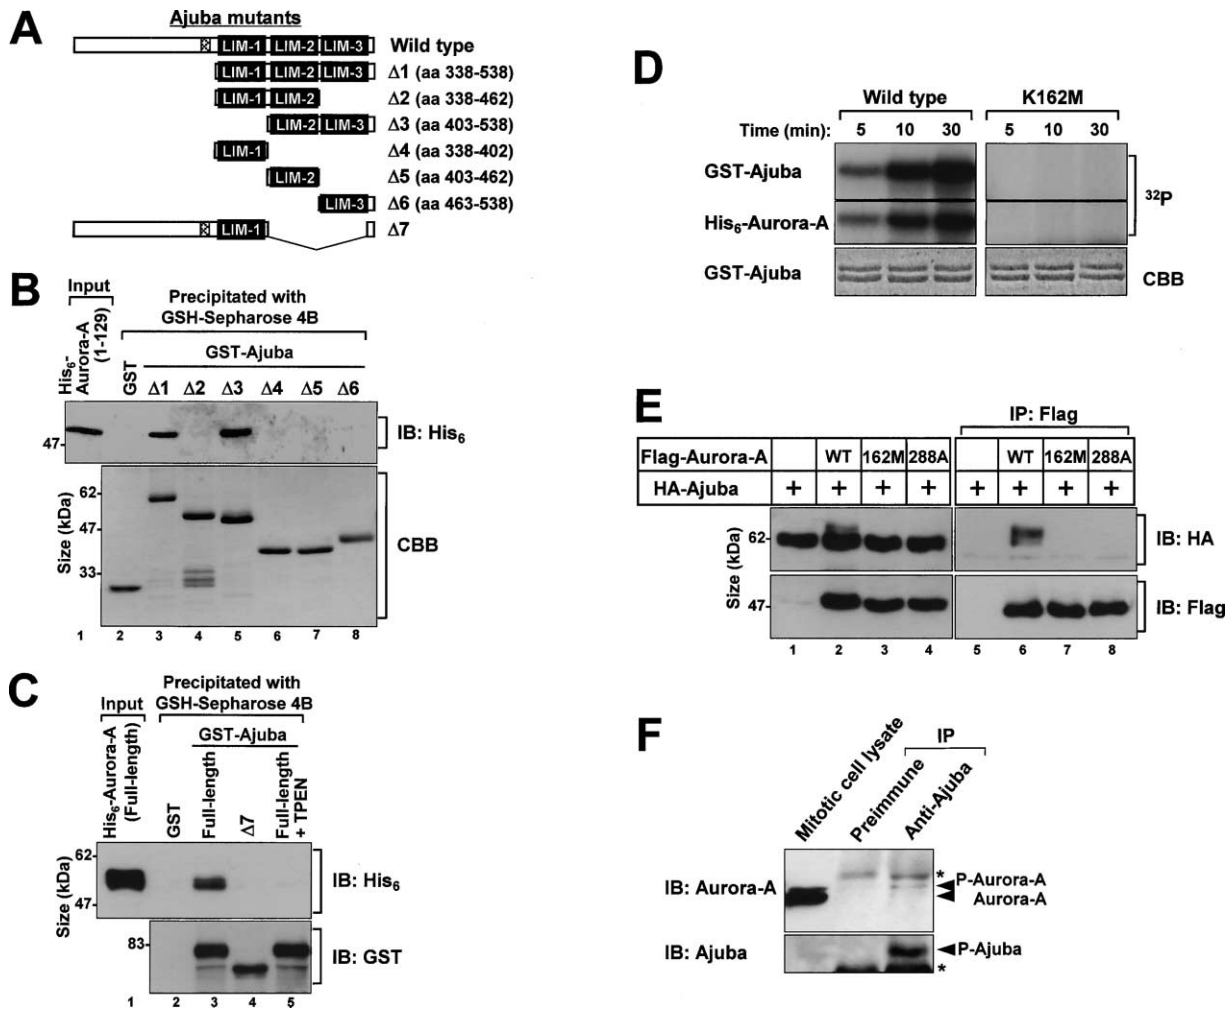 A
Ajuba mutants
LIM-1 LIM-2 LIM-3 Wild type
LIM-1 LIM-2 LIM-3 Δ1 (aa 338-538)
LIM-1 LIM-2 Δ2 (aa 338-462)
LIM-2 LIM-3 Δ3 (aa 403-538)
LIM-1 Δ4 (aa 338-402)
LIM-2 Δ5 (aa 403-462)
LIM-3 Δ6 (aa 463-538)
LIM-1 Δ7
B
Input
Precipitated with
GSH-Sepharose 4B
His6-
Aurora-A
(1-129)
GST
GST-Ajuba
Δ1 Δ2 Δ3 Δ4 Δ5 Δ6
47-
IB: His6
Size (kDa)
62-
47-
33-
CBB
1 2 3 4 5 6 7 8
C
Input
Precipitated with
GSH-Sepharose 4B
His6-Aurora-A
(Full-length)
GST
GST-Ajuba
Full-length
Δ7
Full-length
+ TPEN
Size (kDa)
62-
47-
IB: His6
83-
IB: GST
1 2 3 4 5
D
Wild type K162M
Time (min): 5 10 30 5 10 30
GST-Ajuba
His6-Aurora-A
32P
GST-Ajuba
CBB
E
IP: Flag
Flag-Aurora-A WT 162M 288A WT 162M 288A
HA-Ajuba + + + + + + + +
Size (kDa)
62-
IB: HA
47-
IB: Flag
1 2 3 4 5 6 7 8
F
Mitotic cell lysate
IP
Preimmune
Anti-Ajuba
IB: Aurora-A
*
P-Aurora-A
Aurora-A
IB: Ajuba
P-Ajuba
*